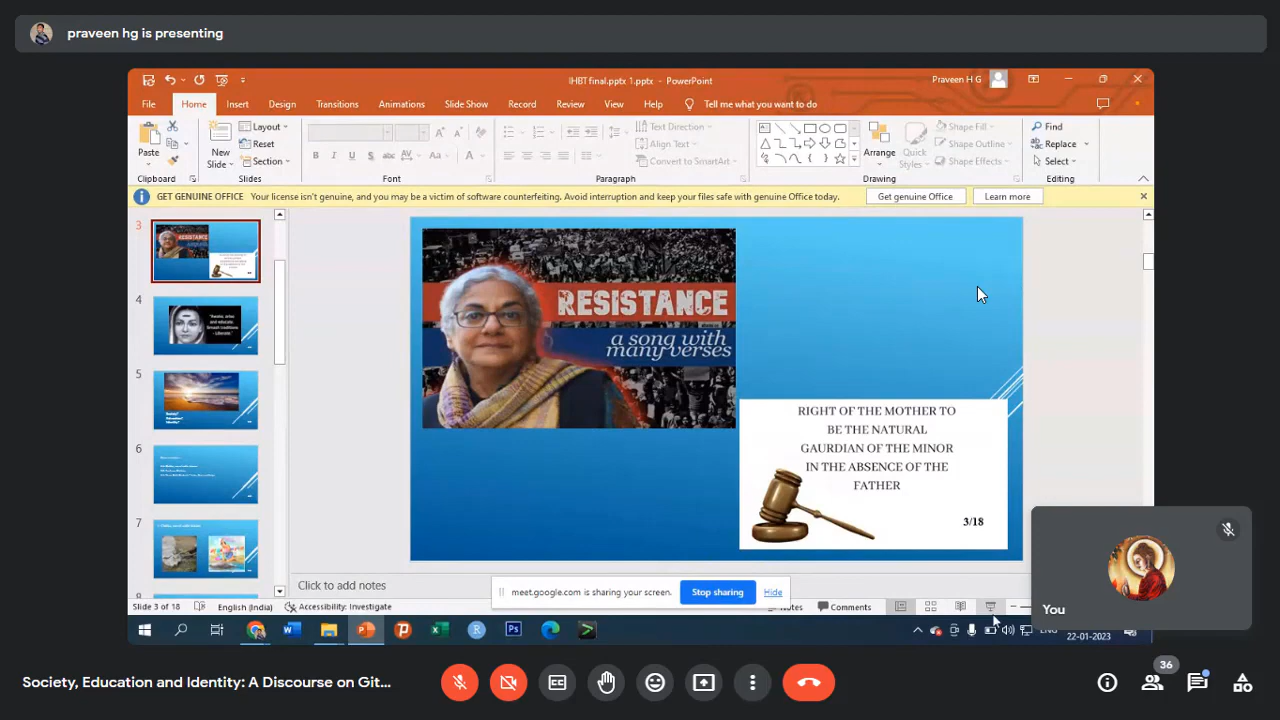 praveen hg is presenting
IHBT final.pptx 1.pptx - PowerPoint
Praveen H G
File Home Insert Design Transitions Animations Slide Show Record Review View Help Tell me what you want to do
Paste
Clipboard
New Slide
Layout
Reset
Section
Slides
Font
Text Direction
Align Text
Convert to SmartArt
Paragraph
Arrange
Quick Styles
Shape Fill
Shape Outline
Shape Effects
Drawing
Find
Replace
Select
Editing
GET GENUINE OFFICE Your license isn't genuine, and you may be a victim of software counterfeiting. Avoid interruption and keep your files safe with genuine Office today.
Get genuine Office
Learn more
3
4
5
6
7
8
RESISTANCE
a song with
many verses
RIGHT OF THE MOTHER TO
BE THE NATURAL
GAURDIAN OF THE MINOR
IN THE ABSENCE OF THE
FATHER
3/18
Click to add notes
meet.google.com is sharing your screen.
Stop sharing
Hide
Slide 3 of 18
English (India)
Accessibility: Investigate
Notes
Comments
ENG
22-01-2023
You
Society, Education and Identity: A Discourse on Git...
36